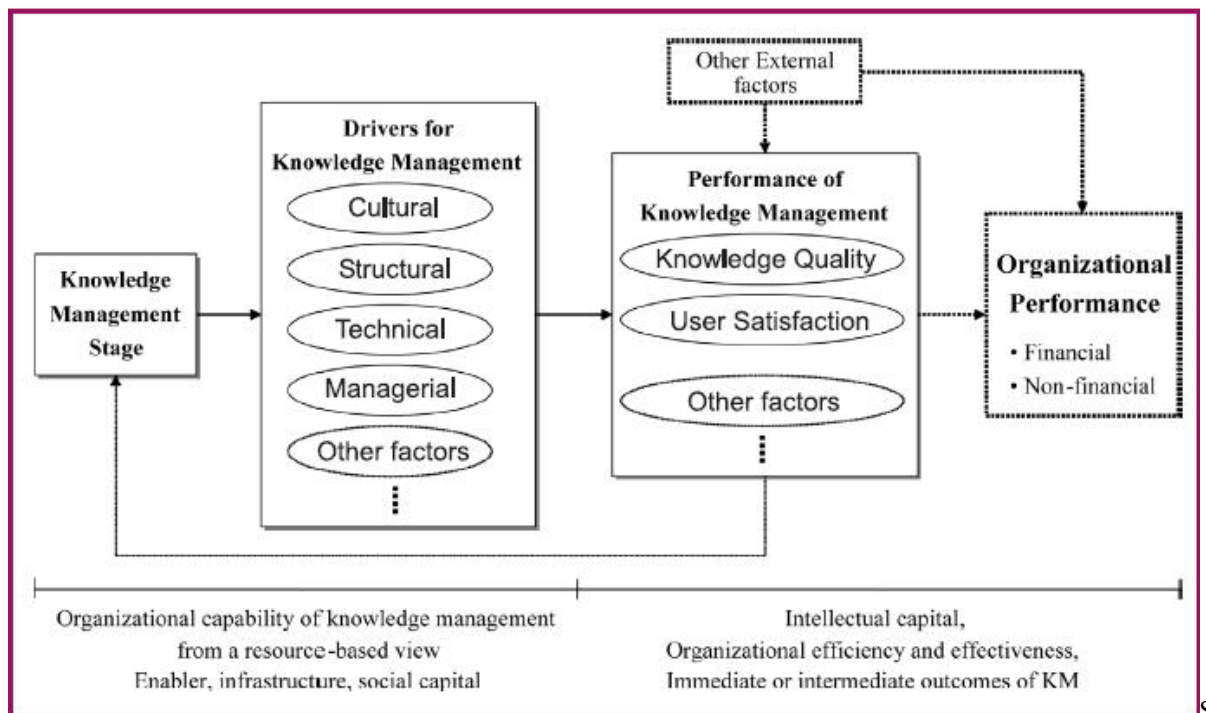 Other External
factors
Drivers for
Knowledge Management
Cultural
Structural
Technical
Managerial
Other factors
Performance of
Knowledge Management
Knowledge Quality
User Satisfaction
Other factors
Knowledge
Management
Stage
Organizational
Performance
• Financial
• Non-financial
Organizational capability of knowledge management
from a resource-based view
Enabler, infrastructure, social capital
Intellectual capital,
Organizational efficiency and effectiveness,
Immediate or intermediate outcomes of KM
s